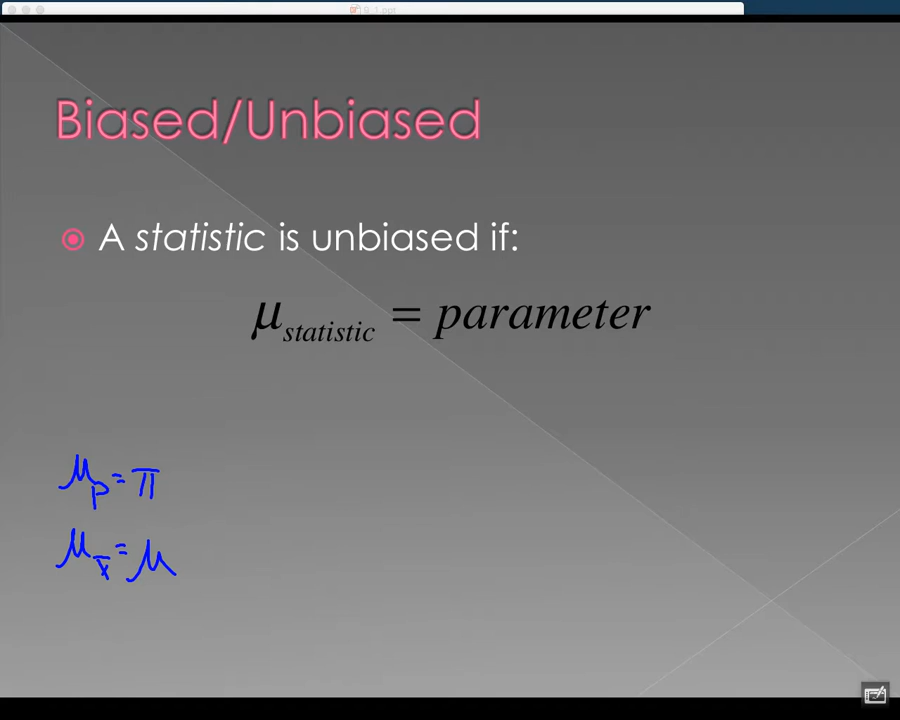 Biased/Unbiased
A statistic is unbiased if:
μstatistic = parameter
μp = π
μx̄ = μ